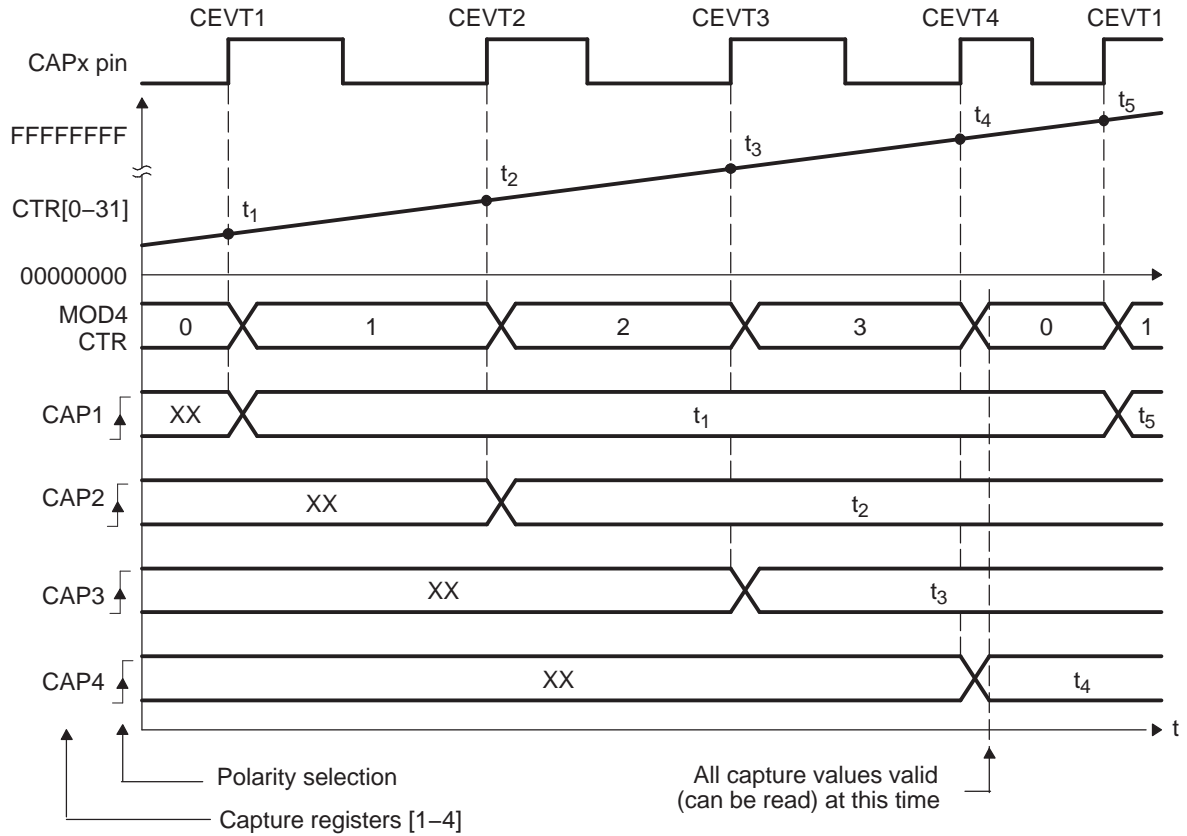 CEVT1 CEVT2 CEVT3 CEVT4 CEVT1
CAPx pin
FFFFFFFF
t5
t4
t3
t2
CTR[0−31]
t1
00000000
MOD4
CTR
0 1 2 3 0 1
CAP1 XX t1 t5
CAP2 XX t2
CAP3 XX t3
CAP4 XX t4
t
Polarity selection
Capture registers [1−4]
All capture values valid
(can be read) at this time